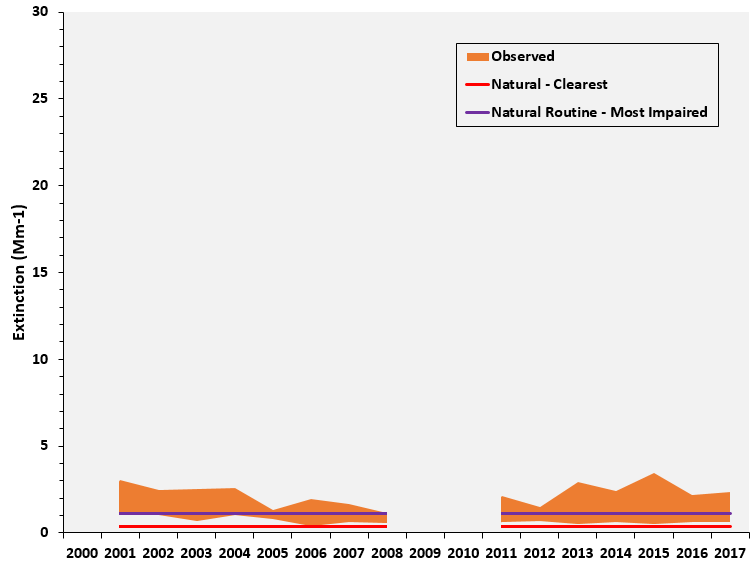 30
25
20
15
10
5
0
Extinction (Mm-1)
Observed
Natural - Clearest
Natural Routine - Most Impaired
2000 2001 2002 2003 2004 2005 2006 2007 2008 2009 2010 2011 2012 2013 2014 2015 2016 2017